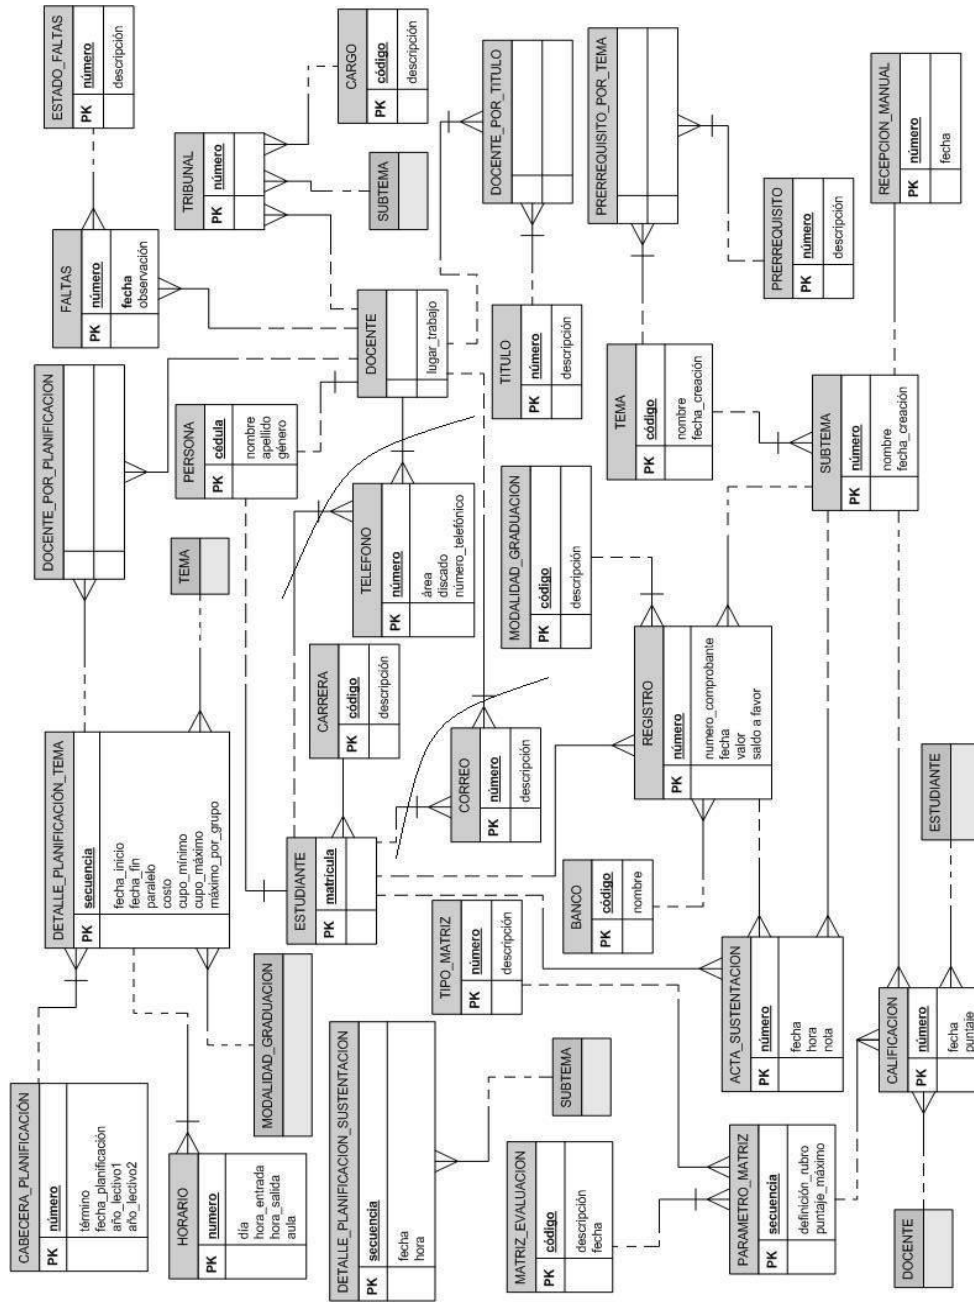 CABECERA_PLANIFICACIÓN
PK número
término
fecha_planificación
año_lectivo1
año_lectivo2
DETALLE_PLANIFICACIÓN_TEMA
PK secuencia
fecha_inicio
fecha_fin
paralelo
costo
cupo_mínimo
cupo_máximo
máximo_por_grupo
TEMA
DOCENTE_POR_PLANIFICACION
FALTAS
PK número
fecha
observación
ESTADO_FALTAS
PK número
descripción
HORARIO
PK numero
día
hora_entrada
hora_salida
aula
MODALIDAD_GRADUACION
PERSONA
PK cédula
nombre
apellido
género
TRIBUNAL
PK número
ESTUDIANTE
PK matricula
CARRERA
PK código
descripción
TELEFONO
PK número
área
discado
número_telefónico
DOCENTE
lugar_trabajo
SUBTEMA
CARGO
PK código
descripción
DETALLE_PLANIFICACION_SUSTENTACION
PK secuencia
fecha
hora
TIPO_MATRIZ
PK número
descripción
CORREO
PK número
descripción
TITULO
PK número
descripción
DOCENTE_POR_TITULO
MATRIZ_EVALUACION
PK código
descripción
fecha
SUBTEMA
BANCO
PK código
nombre
MODALIDAD_GRADUACION
PK código
descripción
REGISTRO
PK número
numero_comprobante
fecha
valor
saldo a favor
TEMA
PK código
nombre
fecha_creación
PRERREQUISITO_POR_TEMA
PARAMETRO_MATRIZ
PK secuencia
definición_rubro
puntaje_máximo
ACTA_SUSTENTACION
PK número
fecha
hora
nota
SUBTEMA
PK número
nombre
fecha_creación
PRERREQUISITO
PK número
descripción
DOCENTE
CALIFICACION
PK número
fecha
puntaje
ESTUDIANTE
RECEPCION_MANUAL
PK número
fecha